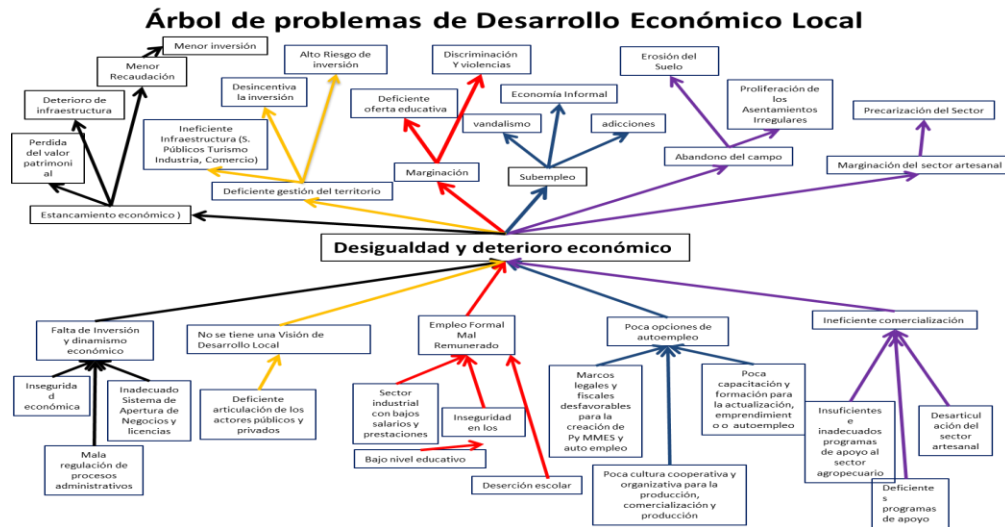 Árbol de problemas de Desarrollo Económico Local
Menor inversión
Menor
Recaudación
Deterioro de
infraestructura
Perdida del valor
patrimoni
al
Estancamiento económico )
Alto Riesgo de
inversión
Desincentiva
la inversión
Ineficiente
Infraestructura (S.
Públicos Turismo
Industria, Comercio)
Deficiente gestión del territorio
Discriminación
Y violencias
Deficiente
oferta educativa
Marginación
Economía Informal
vandalismo
adicciones
Subempleo
Erosión del
Suelo
Proliferación de
los
Asentamientos
Irregulares
Abandono del campo
Precarización del Sector
Marginación del sector artesanal
Desigualdad y deterioro económico
Falta de Inversión
y dinamismo
económico
Insegurida
d económica
Inadecuado
Sistema de
Apertura de
Negocios y
licencias
Mala
regulación de
procesos
administrativos
No se tiene una Visión de
Desarrollo Local
Deficiente
articulación de los
actores públicos y
privados
Empleo Formal
Mal
Remunerado
Sector
industrial
con bajos
salarios y
prestaciones
Inseguridad
en los
Bajo nivel educativo
Deserción escolar
Poca opciones de
autoempleo
Marcos
legales y
fiscales
desfavorables
para la
creación de
Py MMES y
auto empleo
Poca
capacitación y
formación para
la actualización,
emprendimient
o o autoempleo
Poca cultura cooperativa y
organizativa para la
producción,
comercialización y
producción
Ineficiente comercialización
Insuficientes
e
inadecuados
programas
de apoyo al
sector
agropecuario
Desarticul
ación del
sector
artesanal
Deficiente
s
programas
de apoyo